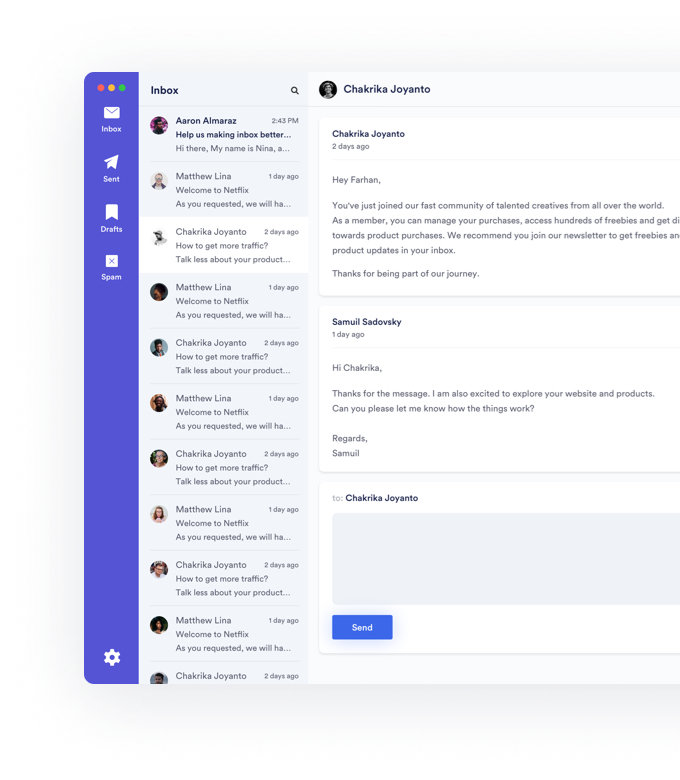 Inbox
Sent
Drafts
Spam
Inbox
Aaron Almaraz 2:43 PM
Help us making inbox better...
Hi there, My name is Nina, a...
Matthew Lina 1 day ago
Welcome to Netflix
As you requested, we will ha...
Chakrika Joyanto 2 days ago
How to get more traffic?
Talk less about your product...
Matthew Lina 1 day ago
Welcome to Netflix
As you requested, we will ha...
Chakrika Joyanto 2 days ago
How to get more traffic?
Talk less about your product...
Matthew Lina 1 day ago
Welcome to Netflix
As you requested, we will ha...
Chakrika Joyanto 2 days ago
How to get more traffic?
Talk less about your product...
Matthew Lina 1 day ago
Welcome to Netflix
As you requested, we will ha...
Chakrika Joyanto 2 days ago
How to get more traffic?
Talk less about your product...
Matthew Lina 1 day ago
Welcome to Netflix
As you requested, we will ha...
Chakrika Joyanto 2 days ago
Chakrika Joyanto
Chakrika Joyanto
2 days ago
Hey Farhan,
You've just joined our fast community of talented creatives from all over the world.
As a member, you can manage your purchases, access hundreds of freebies and get di
towards product purchases. We recommend you join our newsletter to get freebies an
product updates in your inbox.
Thanks for being part of our journey.
Samuil Sadovsky
1 day ago
Hi Chakrika,
Thanks for the message. I am also excited to explore your website and products.
Can you please let me know how the things work?
Regards,
Samuil
to: Chakrika Joyanto
Send